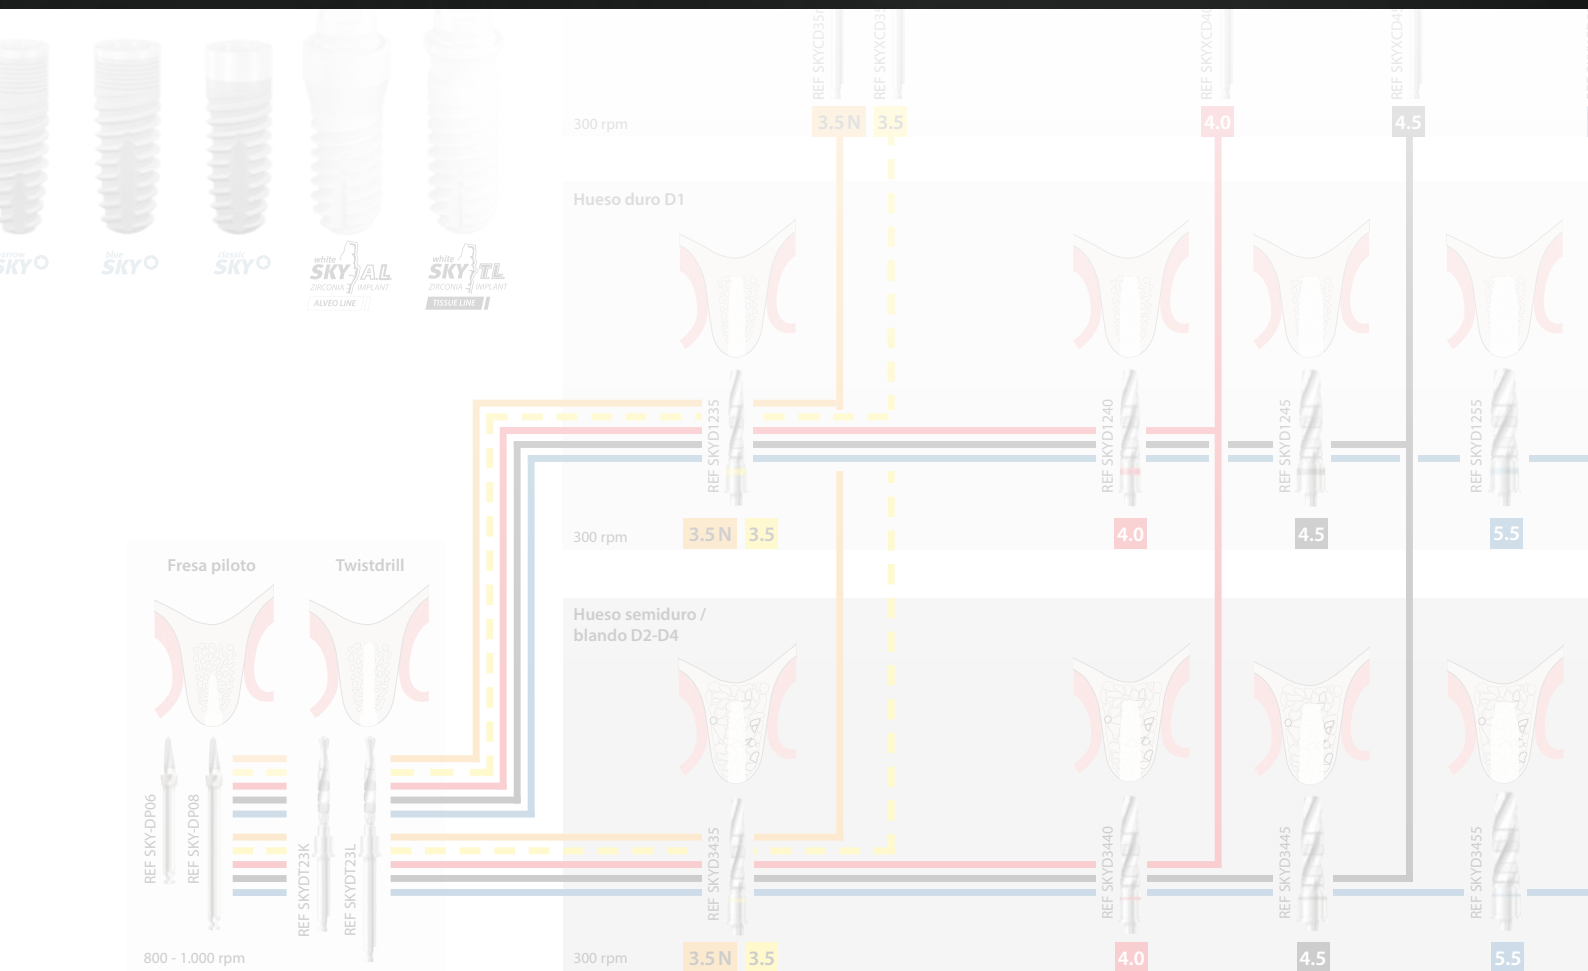 REF SKYCD35
REF SKYXCD35
REF SKYXCD40
REF SKYXCD45
300 rpm
3.5 N
3.5
4.0
4.5
SKY
blue
SKY
classic
SKY
white
SKY AL
ZIRCONIA IMPLANT
ALVEO LINE
white
SKY TL
ZIRCONIA IMPLANT
TISSUE LINE
Hueso duro D1
REF SKYD1235
REF SKYD1240
REF SKYD1245
REF SKYD1255
300 rpm
3.5 N
3.5
4.0
4.5
5.5
Fresa piloto
Twistdrill
REF SKY-DP06
REF SKY-DP08
REF SKYDT23K
REF SKYDT23L
800 - 1.000 rpm
Hueso semiduro /
blando D2-D4
REF SKYD3435
REF SKYD3440
REF SKYD3445
REF SKYD3455
300 rpm
3.5 N
3.5
4.0
4.5
5.5